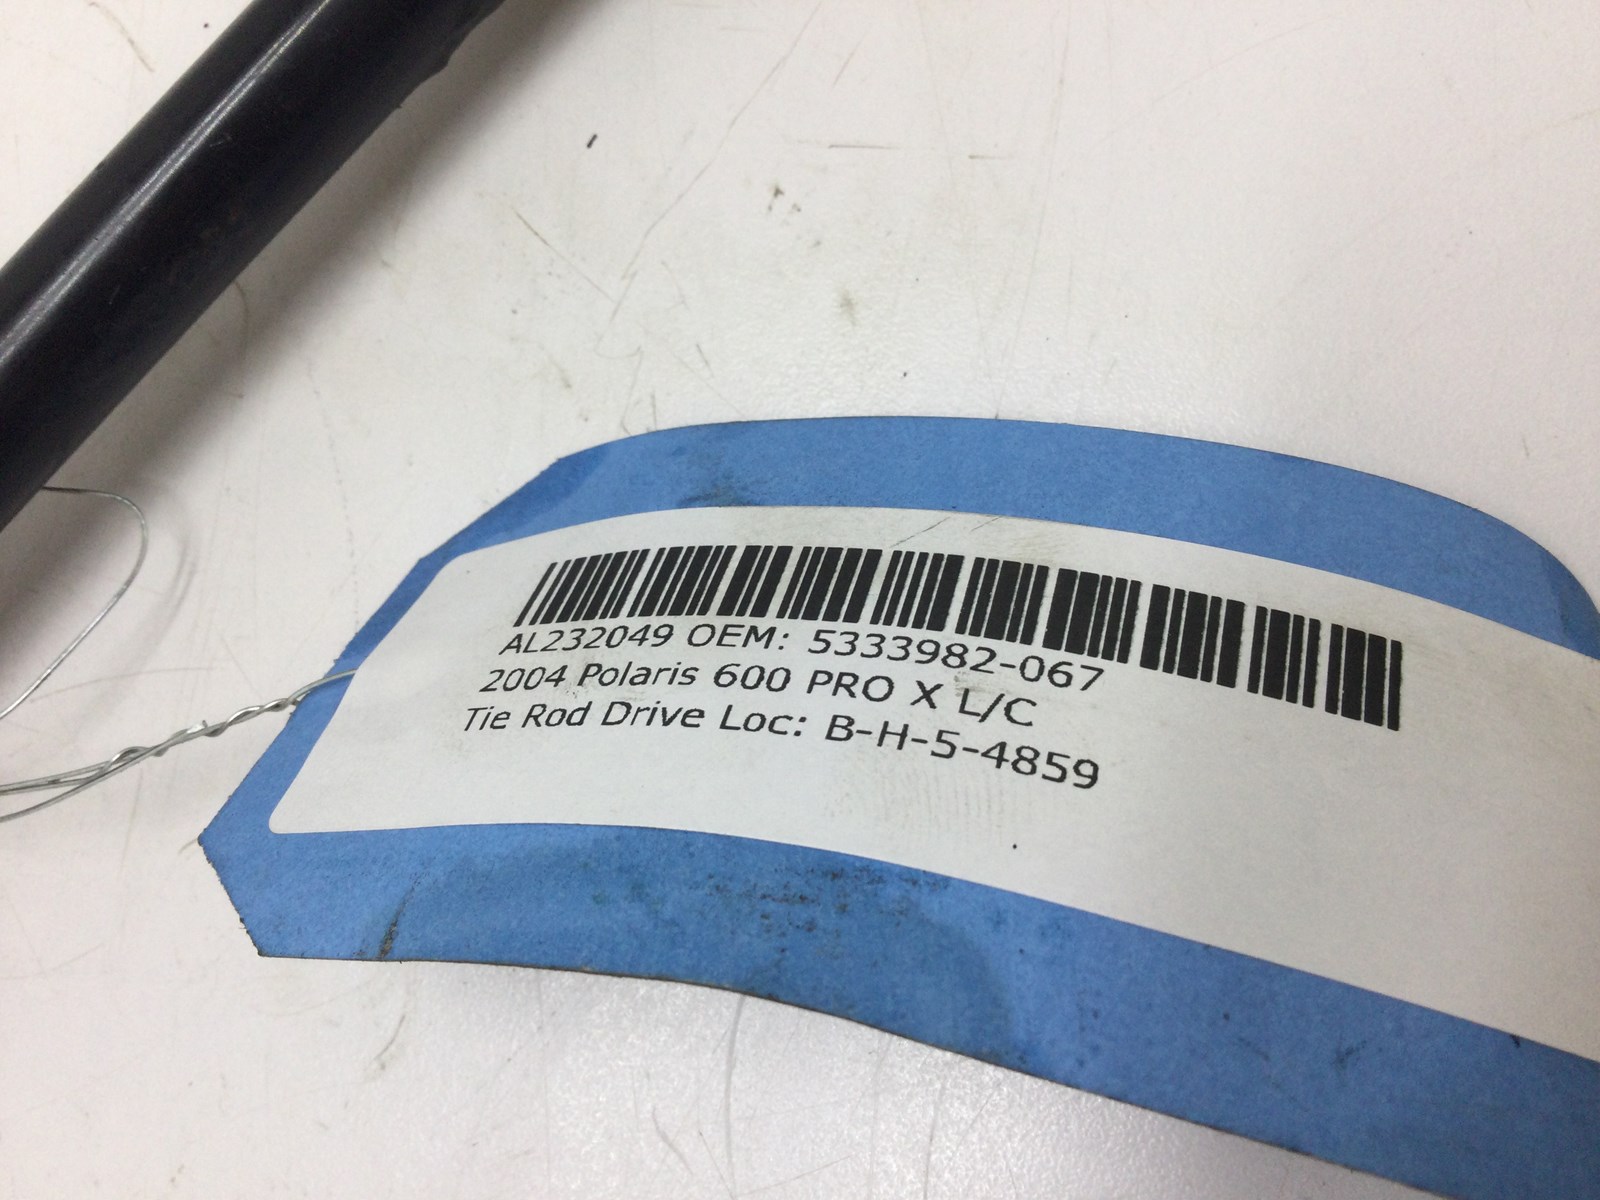 AL232049 OEM: 5333982-067
2004 Polaris 600 PRO X L/C
Tie Rod Drive Loc: B-H-5-4859